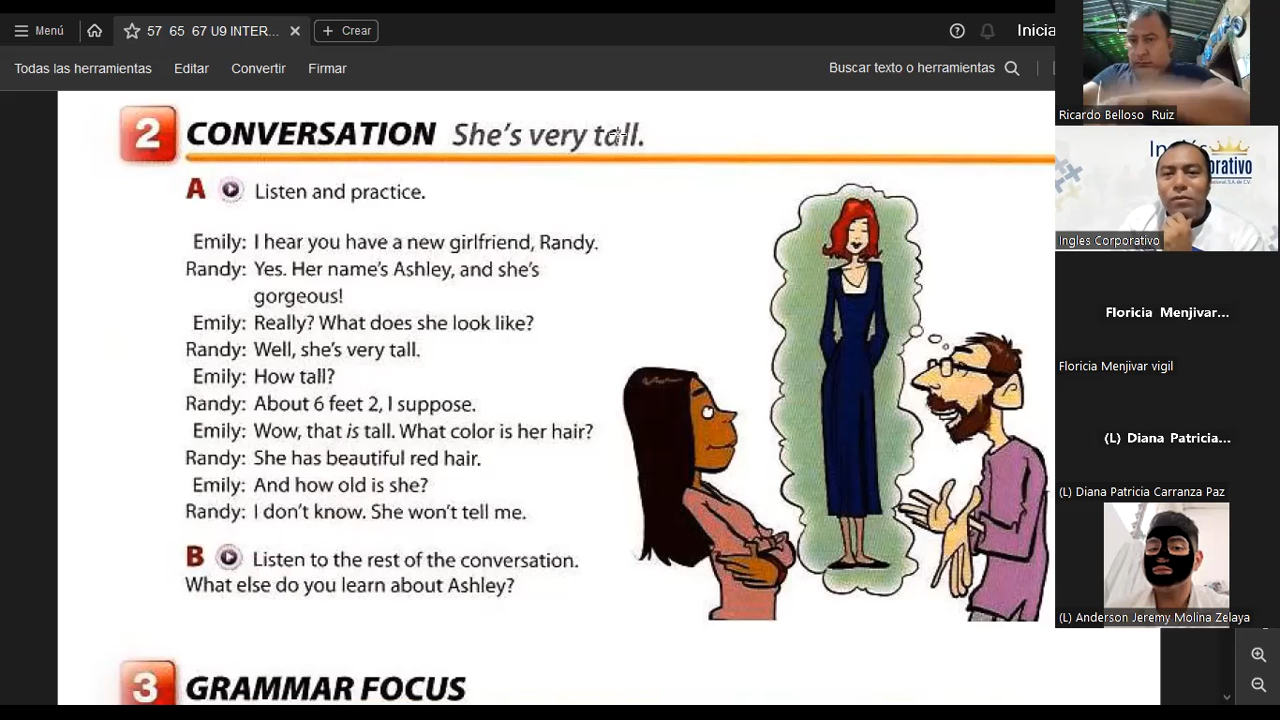 Menú
57 65 67 U9 INTER...
Crear
Inicia
Todas las herramientas
Editar
Convertir
Firmar
Buscar texto o herramientas
2 CONVERSATION She's very tall.
A Listen and practice.
Emily: I hear you have a new girlfriend, Randy.
Randy: Yes. Her name's Ashley, and she's
gorgeous!
Emily: Really? What does she look like?
Randy: Well, she's very tall.
Emily: How tall?
Randy: About 6 feet 2, I suppose.
Emily: Wow, that is tall. What color is her hair?
Randy: She has beautiful red hair.
Emily: And how old is she?
Randy: I don't know. She won't tell me.
B Listen to the rest of the conversation.
What else do you learn about Ashley?
3 GRAMMAR FOCUS
Ricardo Belloso Ruiz
Ingles Corporativo
Floricia Menjivar...
Floricia Menjivar vigil
(L) Diana Patricia...
(L) Diana Patricia Carranza Paz
(L) Anderson Jeremy Molina Zelaya